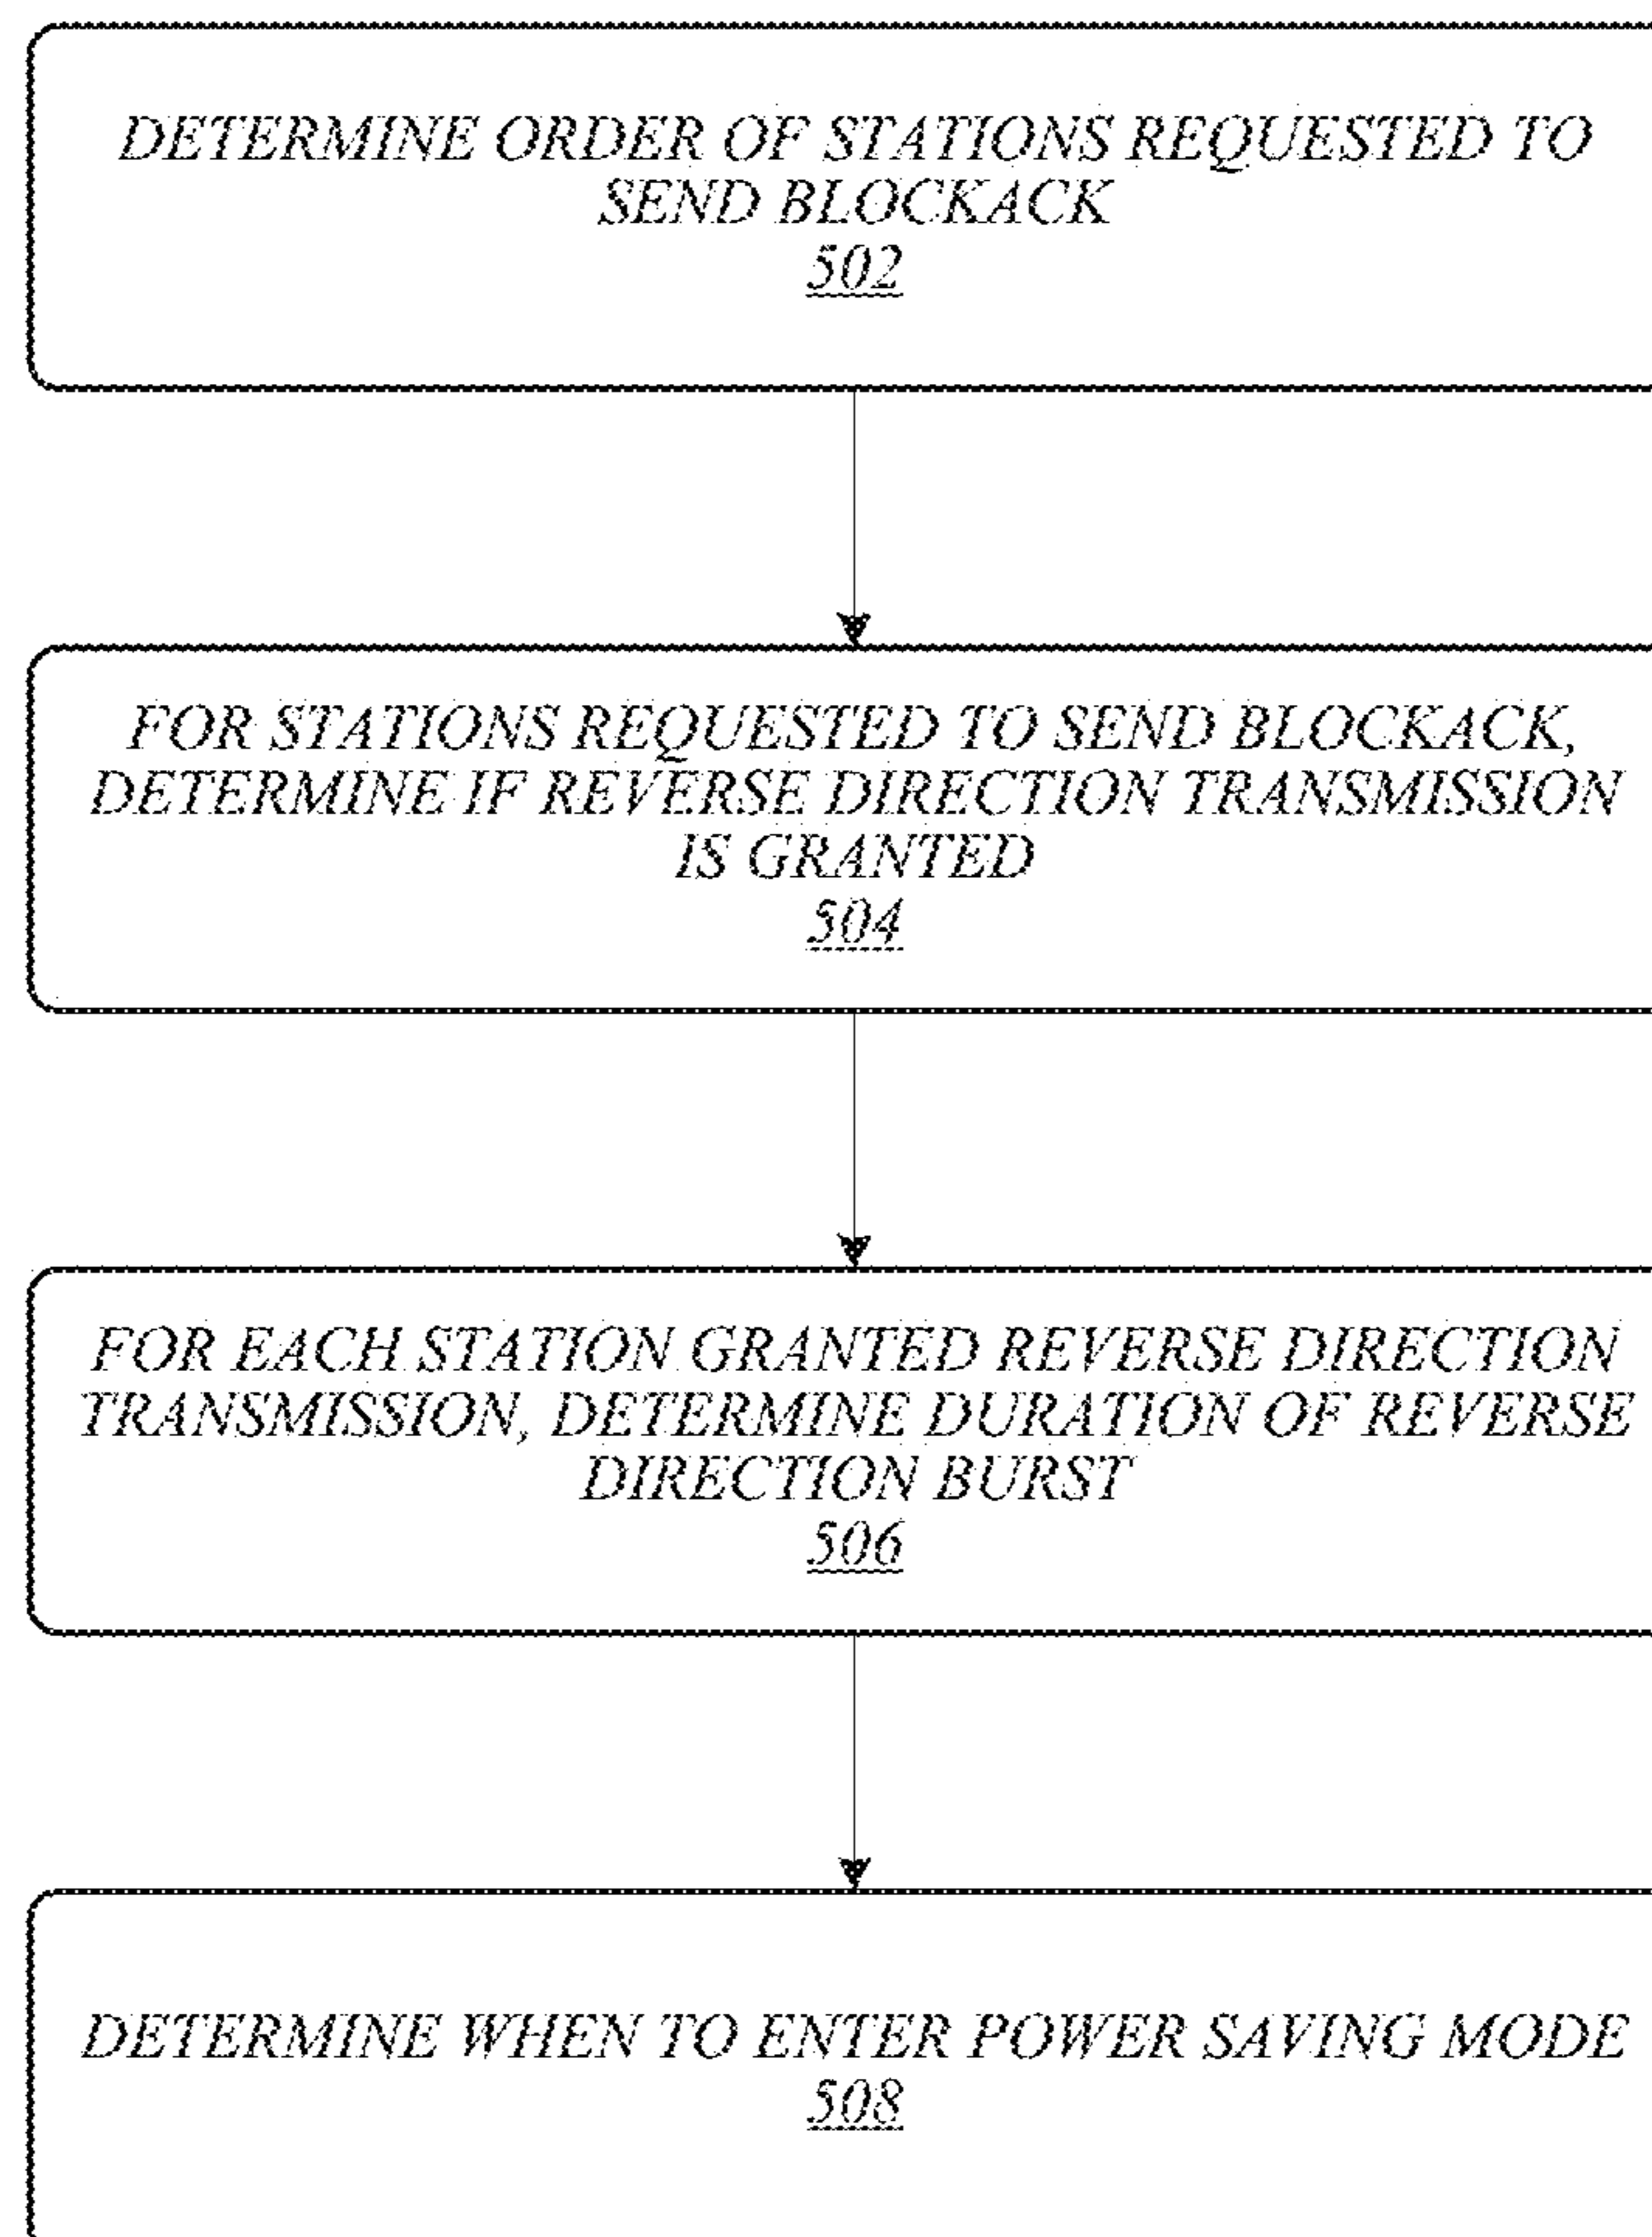 DETERMINE ORDER OF STATIONS REQUESTED TO
SEND BLOCKACK
502
FOR STATIONS REQUESTED TO SEND BLOCKACK,
DETERMINE IF REVERSE DIRECTION TRANSMISSION
IS GRANTED
504
FOR EACH STATION GRANTED REVERSE DIRECTION
TRANSMISSION, DETERMINE DURATION OF REVERSE
DIRECTION BURST
506
DETERMINE WHEN TO ENTER POWER SAVING MODE
508